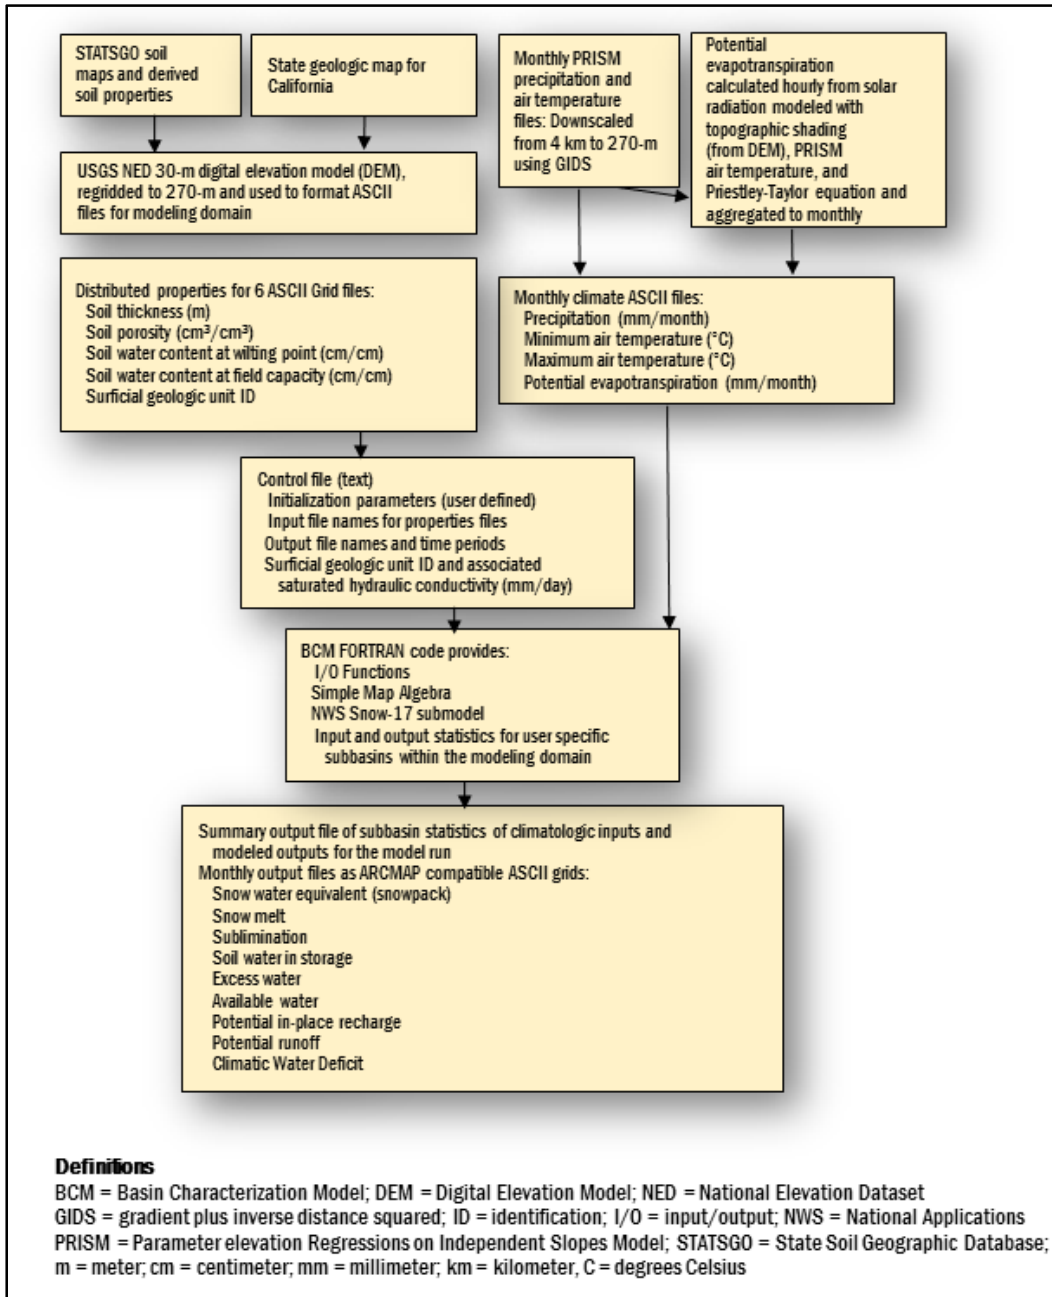 STATSGO soil
maps and derived
soil properties
State geologic map for
California
Monthly PRISM
precipitation and
air temperature
files: Downscaled
from 4 km to 270-m
using GIDS
Potential
evapotranspiration
calculated hourly from solar
radiation modeled with
topographic shading
(from DEM), PRISM
air temperature, and
Priestley-Taylor equation and
aggregated to monthly
USGS NED 30-m digital elevation model (DEM),
regridded to 270-m and used to format ASCII
files for modeling domain
Distributed properties for 6 ASCII Grid files:
Soil thickness (m)
Soil porosity (cm³/cm³)
Soil water content at wilting point (cm/cm)
Soil water content at field capacity (cm/cm)
Surficial geologic unit ID
Monthly climate ASCII files:
Precipitation (mm/month)
Minimum air temperature (°C)
Maximum air temperature (°C)
Potential evapotranspiration (mm/month)
Control file (text)
Initialization parameters (user defined)
Input file names for properties files
Output file names and time periods
Surficial geologic unit ID and associated
saturated hydraulic conductivity (mm/day)
BCM FORTRAN code provides:
I/O Functions
Simple Map Algebra
NWS Snow-17 submodel
Input and output statistics for user specific
subbasins within the modeling domain
Summary output file of subbasin statistics of climatologic inputs and
modeled outputs for the model run
Monthly output files as ARCMAP compatible ASCII grids:
Snow water equivalent (snowpack)
Snow melt
Sublimination
Soil water in storage
Excess water
Available water
Potential in-place recharge
Potential runoff
Climatic Water Deficit
Definitions
BCM = Basin Characterization Model; DEM = Digital Elevation Model; NED = National Elevation Dataset
GIDS = gradient plus inverse distance squared; ID = identification; I/O = input/output; NWS = National Applications
PRISM = Parameter elevation Regressions on Independent Slopes Model; STATSGO = State Soil Geographic Database;
m = meter; cm = centimeter; mm = millimeter; km = kilometer, C = degrees Celsius